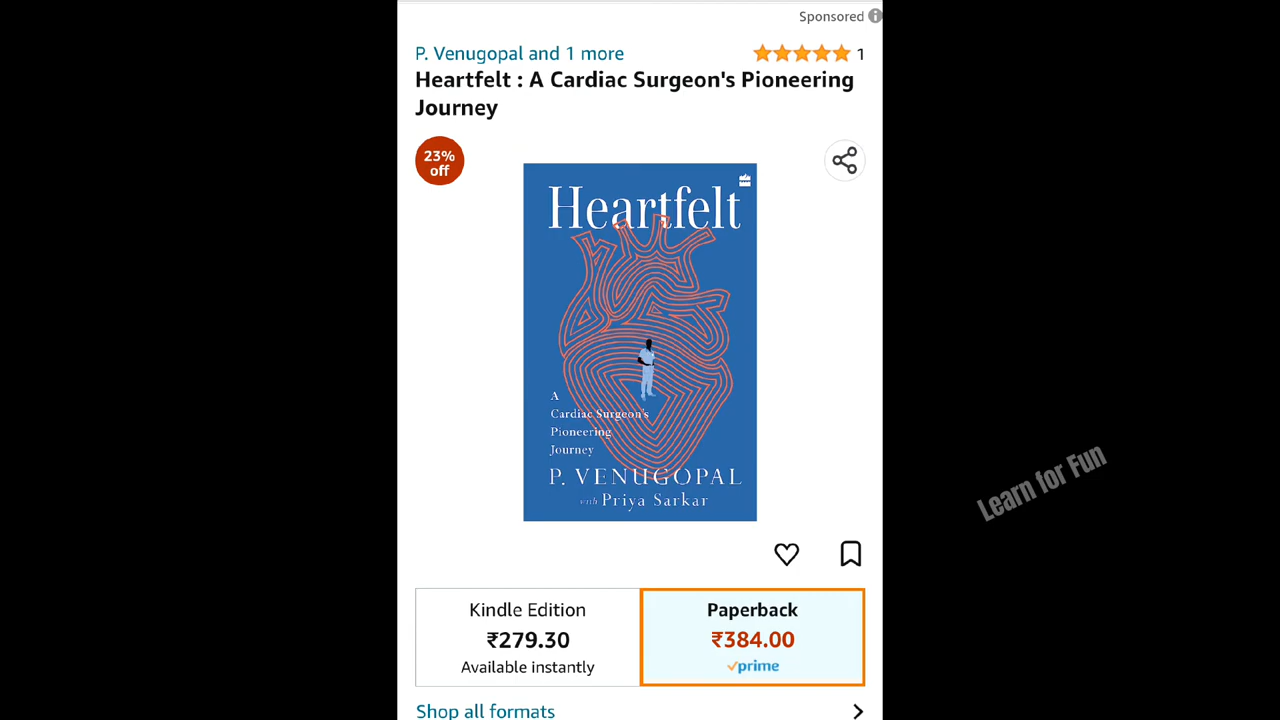 Sponsored
P. Venugopal and 1 more 1
Heartfelt : A Cardiac Surgeon's Pioneering
Journey
23%
off
Heartfelt
A
Cardiac Surgeon's
Pioneering
Journey
P. VENUGOPAL
with Priya Sarkar
Learn for Fun
Kindle Edition
₹279.30
Available instantly
Paperback
₹384.00
prime
Shop all formats